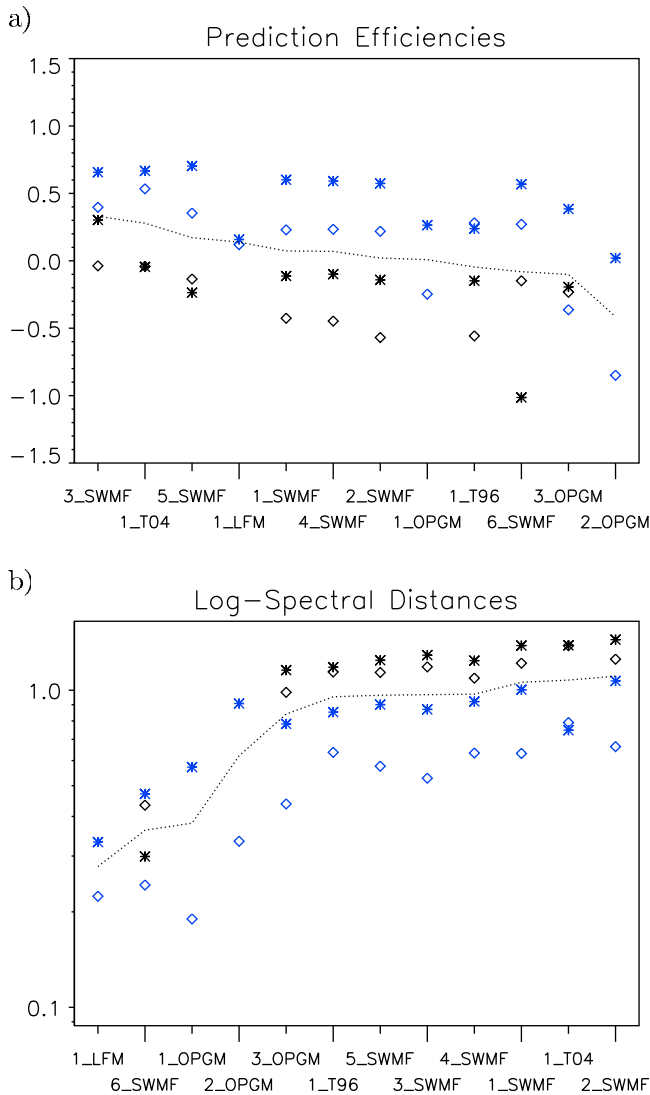 a)
Prediction Efficiencies
1.5
1.0
0.5
0.0
−0.5
−1.0
−1.5
3_SWMF 5_SWMF 1_SWMF 2_SWMF 1_T96 3_OPGM
1_T04 1_LFM 4_SWMF 1_OPGM 6_SWMF 2_OPGM
b)
Log−Spectral Distances
1.0
0.1
1_LFM 1_OPGM 3_OPGM 5_SWMF 4_SWMF 1_T04
6_SWMF 2_OPGM 1_T96 3_SWMF 1_SWMF 2_SWMF